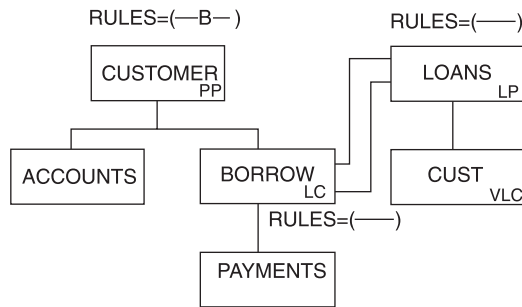 RULES=(—B— )
RULES=(——)
CUSTOMER
PP
LOANS
LP
ACCOUNTS
BORROW
LC
CUST
VLC
RULES=(——)
PAYMENTS